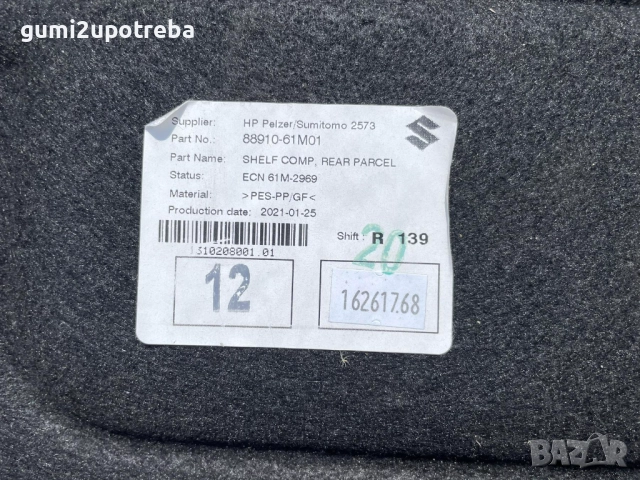 gumi2upotreba
Supplier: HP Pelzer/Sumitomo 2573
Part No.: 88910-61M01
Part Name: SHELF COMP, REAR PARCEL
Status: ECN 61M-2969
Material: >PES-PP/GF<
Production date: 2021-01-25
Shift: R 139
20
310208001.01
12
16261768
BAZAR